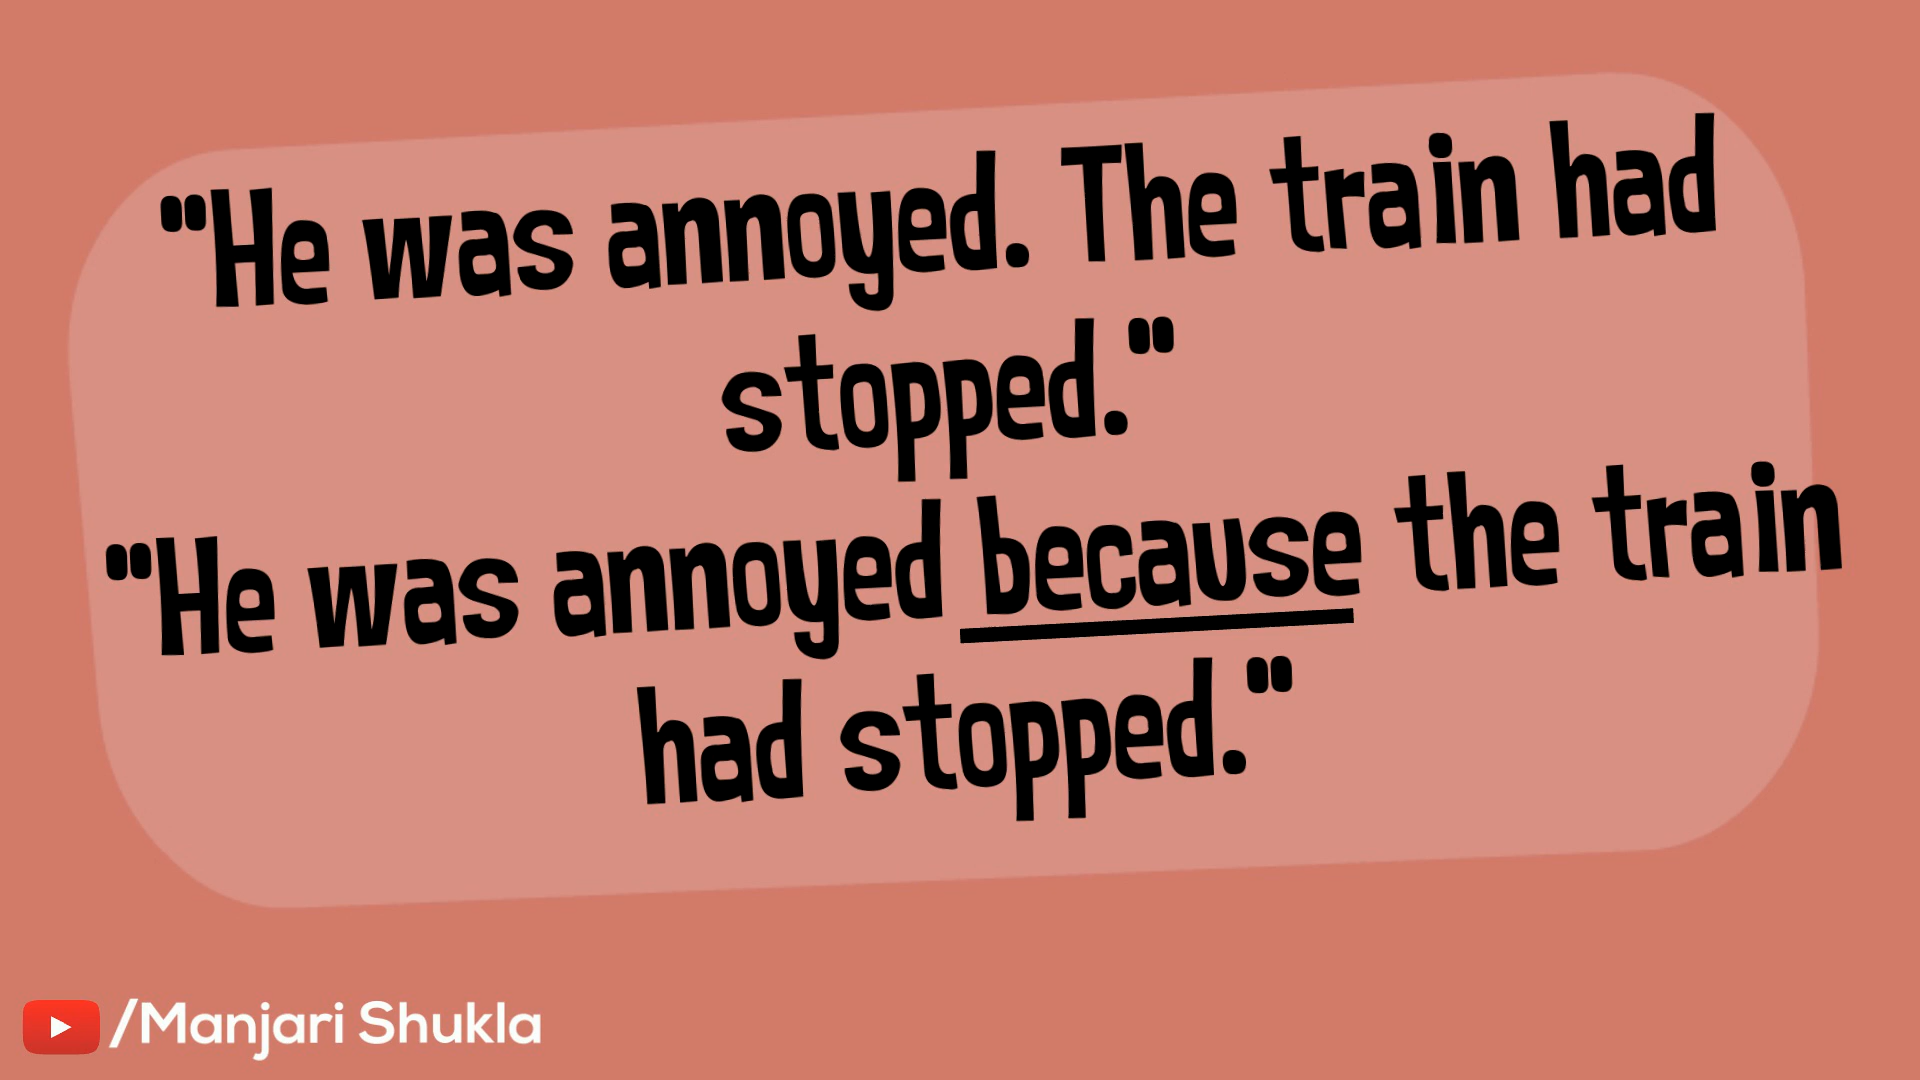 "He was annoyed. The train had
stopped."
"He was annoyed because the train
had stopped."
/Manjari Shukla